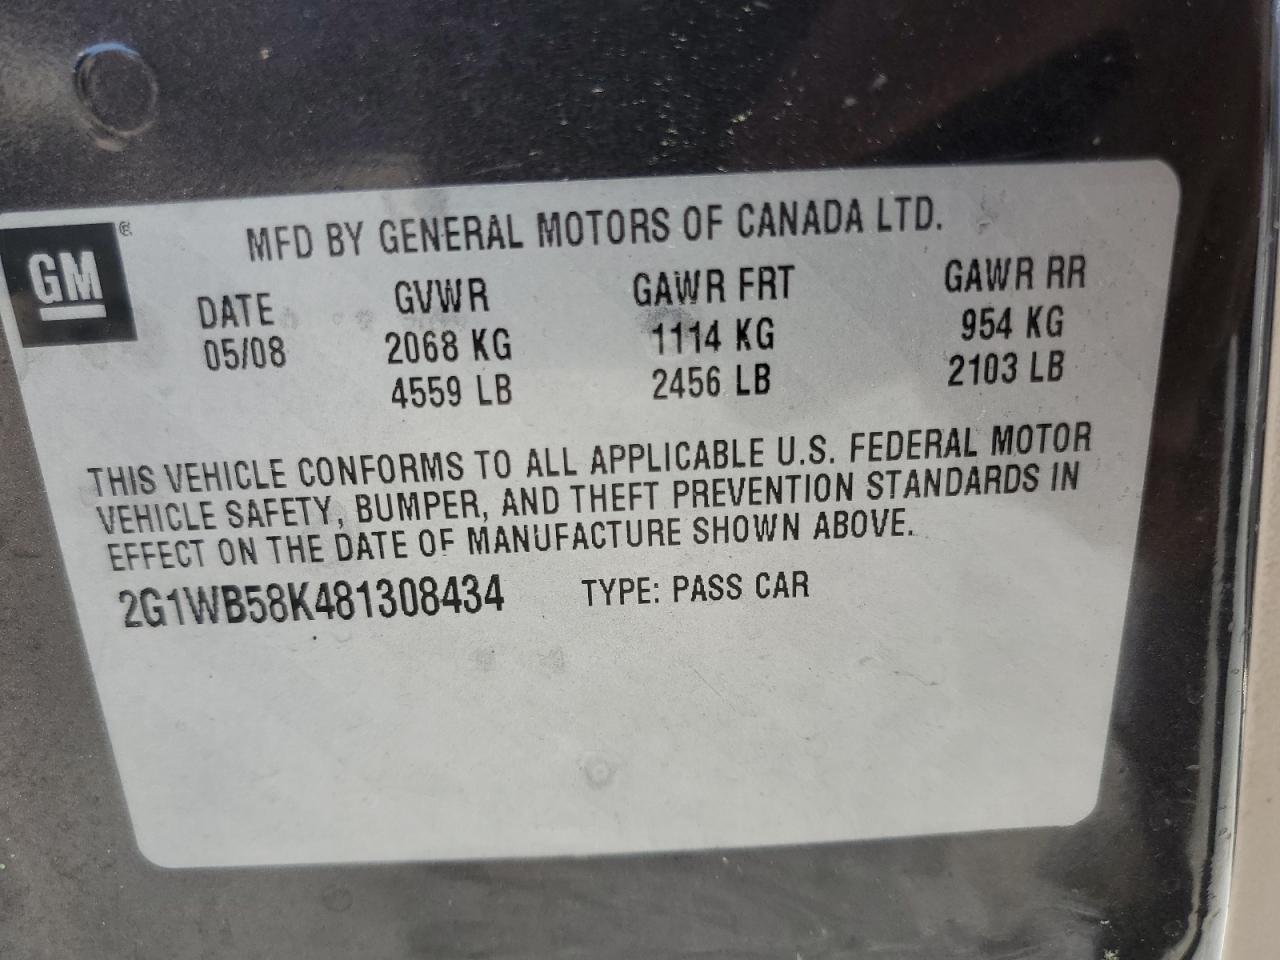 GM ®
MFD BY GENERAL MOTORS OF CANADA LTD.
DATE GVWR GAWR FRT GAWR RR
05/08 2068 KG 1114 KG 954 KG
4559 LB 2456 LB 2103 LB
THIS VEHICLE CONFORMS TO ALL APPLICABLE U.S. FEDERAL MOTOR
VEHICLE SAFETY, BUMPER, AND THEFT PREVENTION STANDARDS IN
EFFECT ON THE DATE OF MANUFACTURE SHOWN ABOVE.
2G1WB58K481308434 TYPE: PASS CAR